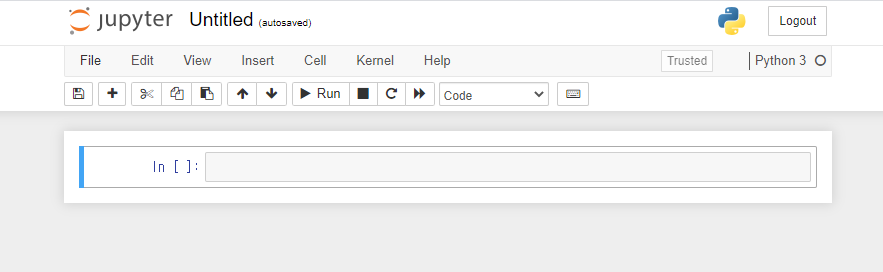 jupyter Untitled (autosaved) Logout
File Edit View Insert Cell Kernel Help Trusted Python 3
Run Code
In [ ]: